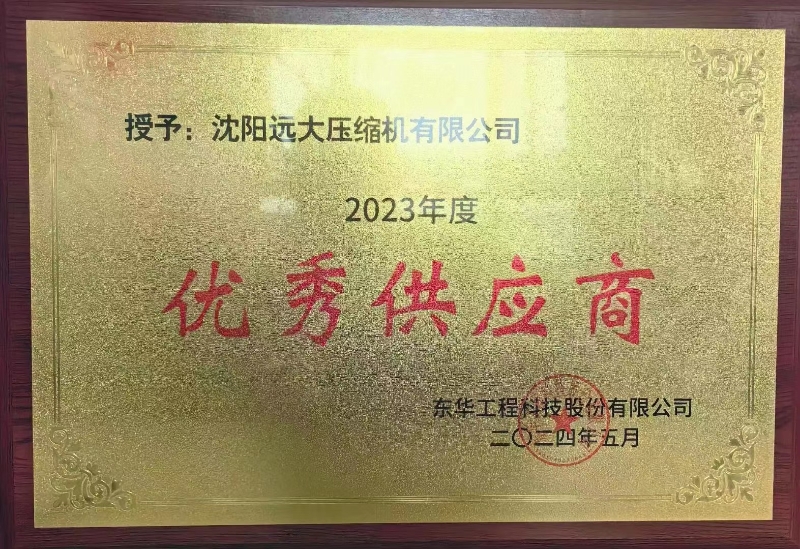 授予：沈阳远大压缩机有限公司
2023年度
优秀供应商
东华工程科技股份有限公司
二〇二四年五月